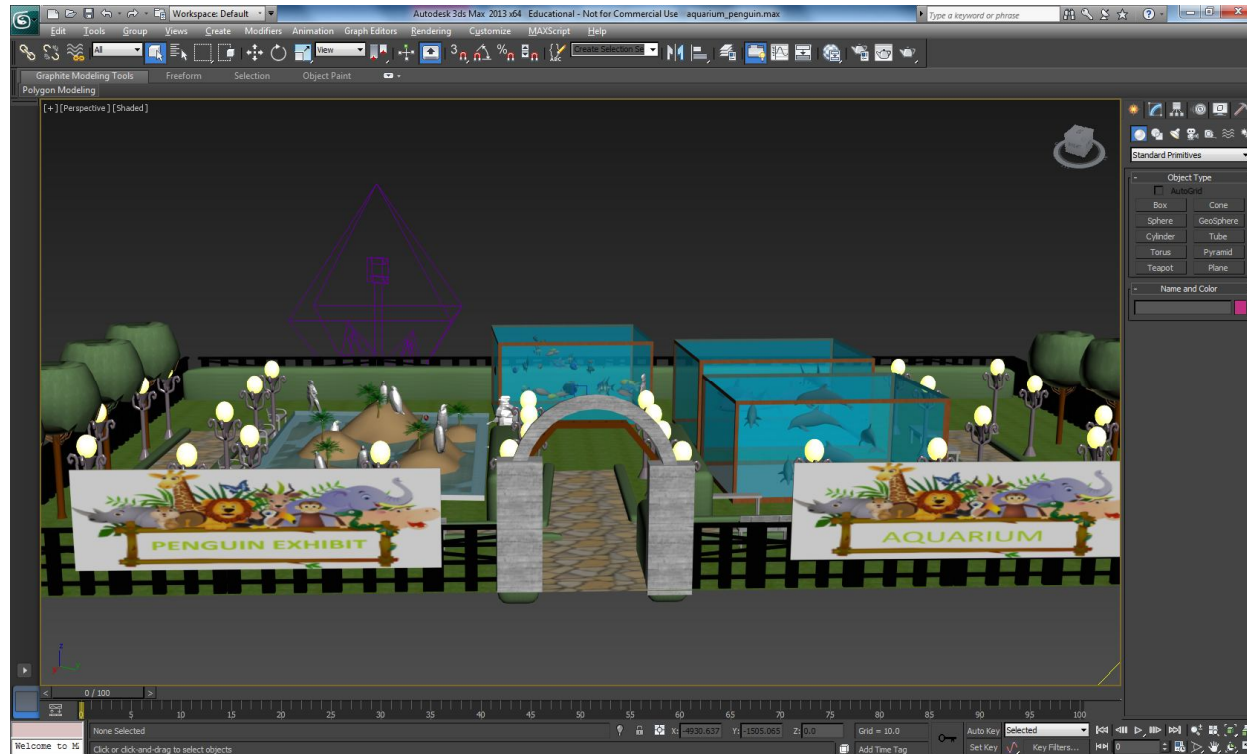 Workspace: Default
Autodesk 3ds Max 2013 x64 Educational - Not for Commercial Use aquarium_penguin.max
Type a keyword or phrase
Edit Tools Group Views Create Modifiers Animation Graph Editors Rendering Customize MAXScript Help
All View 3 Create Selection Se
Graphite Modeling Tools Freeform Selection Object Paint
Polygon Modeling
[+] [Perspective] [Shaded]
Standard Primitives
- Object Type
AutoGrid
Box Cone
Sphere GeoSphere
Cylinder Tube
Torus Pyramid
Teapot Plane
- Name and Color
PENGUIN EXHIBIT
AQUARIUM
z
< 0 / 100 >
0 5 10 15 20 25 30 35 40 45 50 55 60 65 70 75 80 85 90 95 100
None Selected X: -4930.637 Y: -1505.065 Z: 0.0 Grid = 10.0 Auto Key Selected
Welcome to M Click or click-and-drag to select objects Add Time Tag Set Key Key Filters... 0